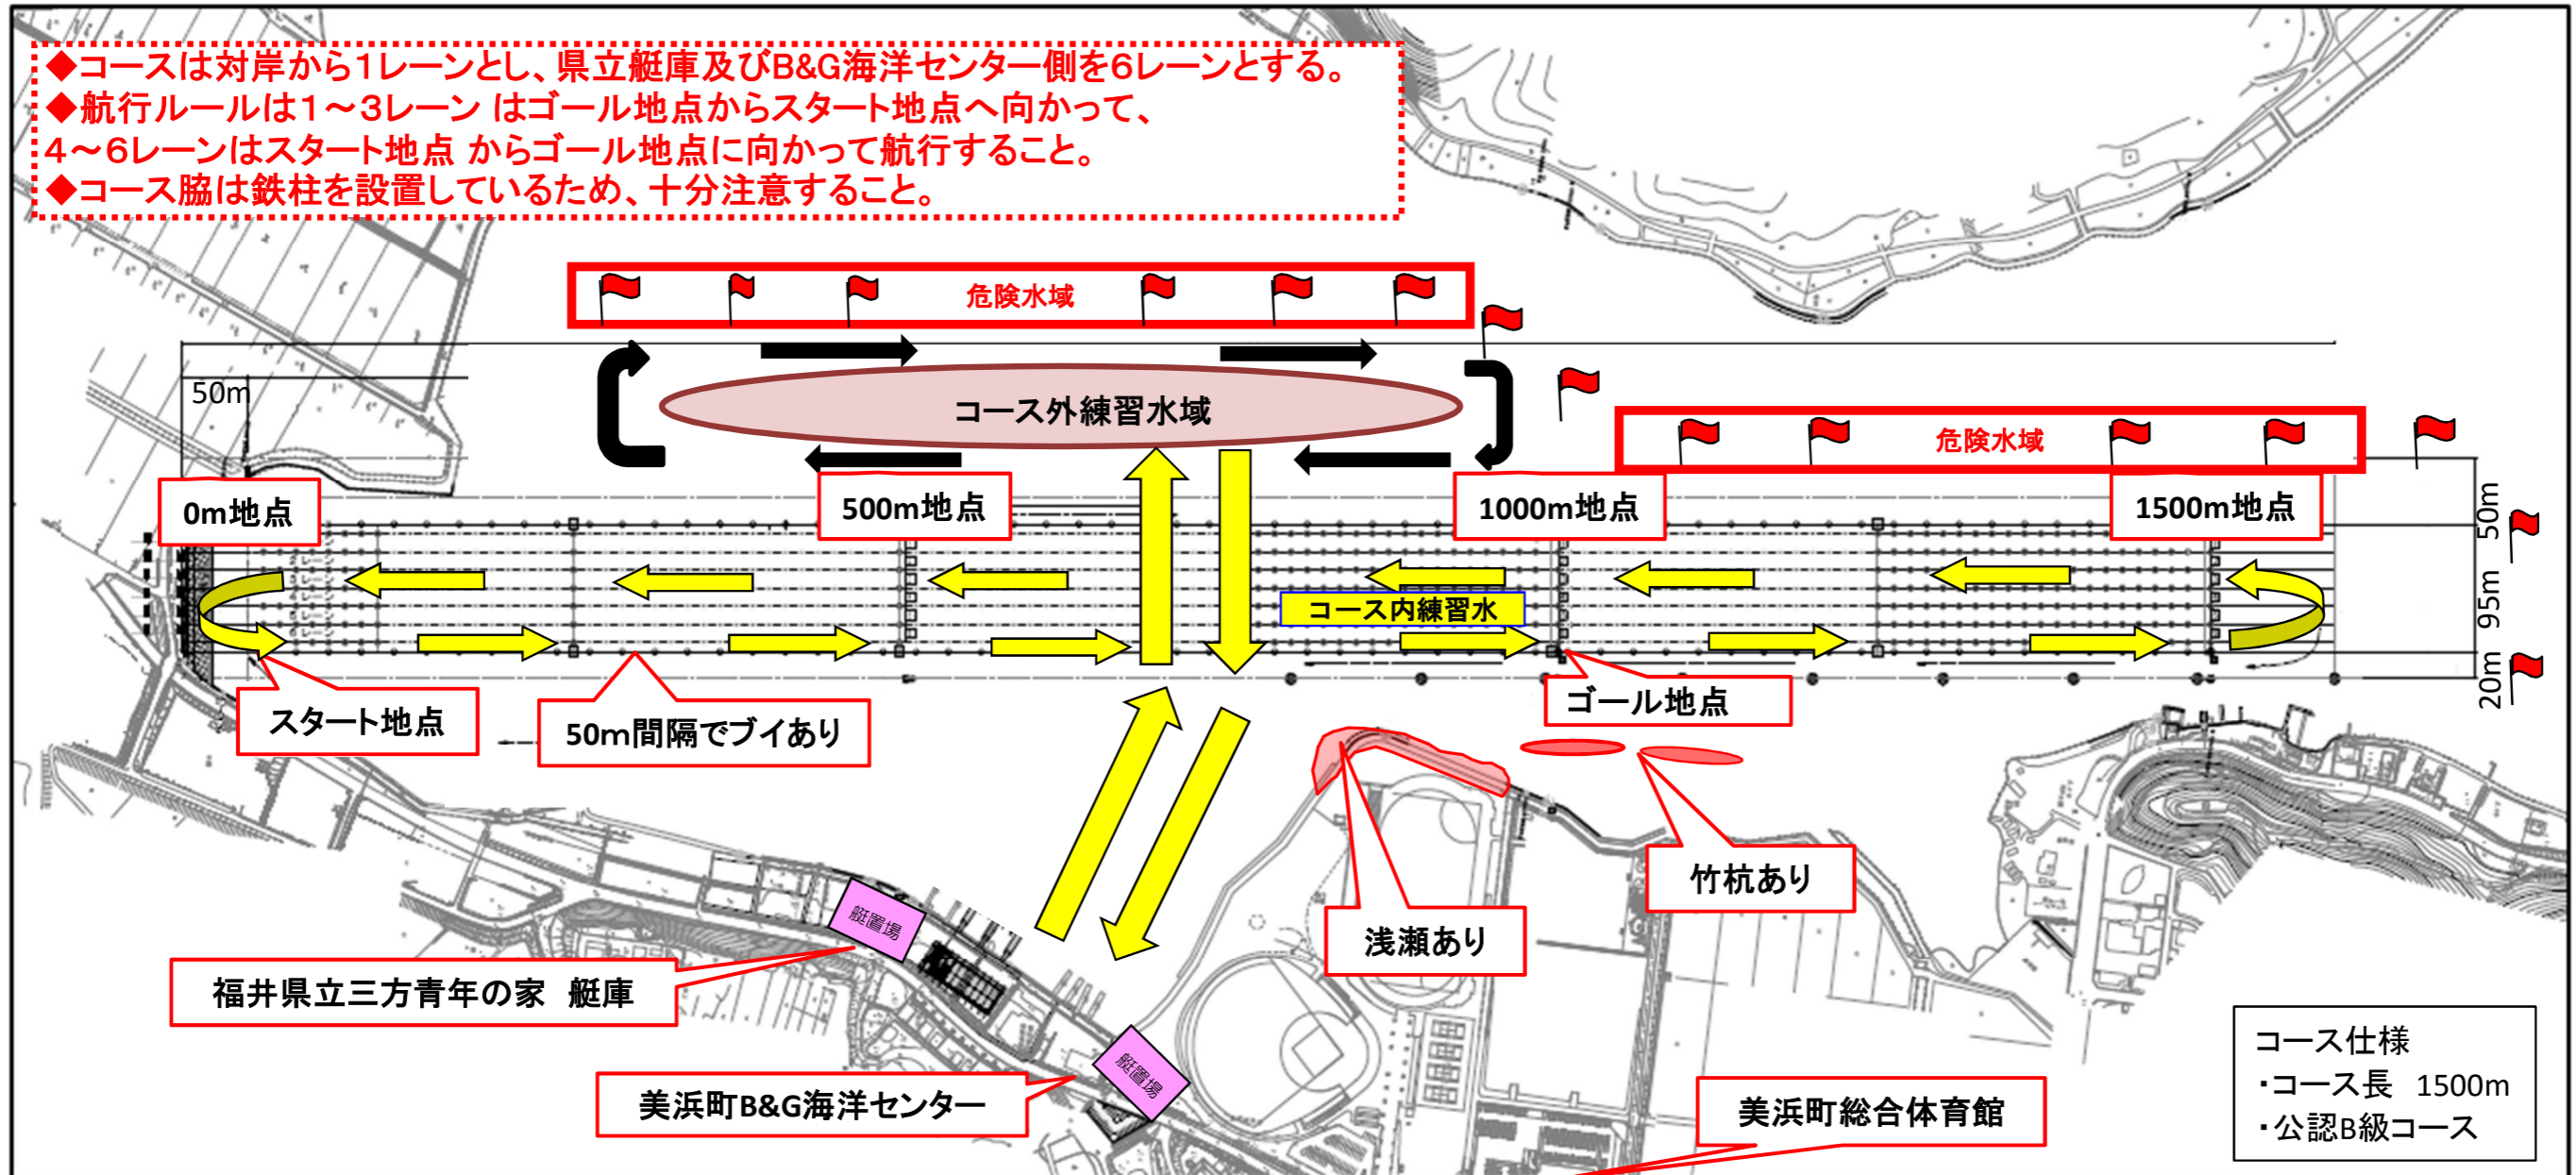 ◆コースは対岸から1レーンとし、県立艇庫及びB&G海洋センター側を6レーンとする。
◆航行ルールは1～3レーン はゴール地点からスタート地点へ向かって、
4～6レーンはスタート地点 からゴール地点に向かって航行すること。
◆コース脇は鉄柱を設置しているため、十分注意すること。
危険水域
50m
コース外練習水域
危険水域
0m地点
500m地点
1000m地点
1500m地点
50m
95m
20m
コース内練習水
スタート地点
50m間隔でブイあり
ゴール地点
竹杭あり
浅瀬あり
艇置場
福井県立三方青年の家 艇庫
艇置場
美浜町B&G海洋センター
美浜町総合体育館
コース仕様
・コース長 1500m
・公認B級コース